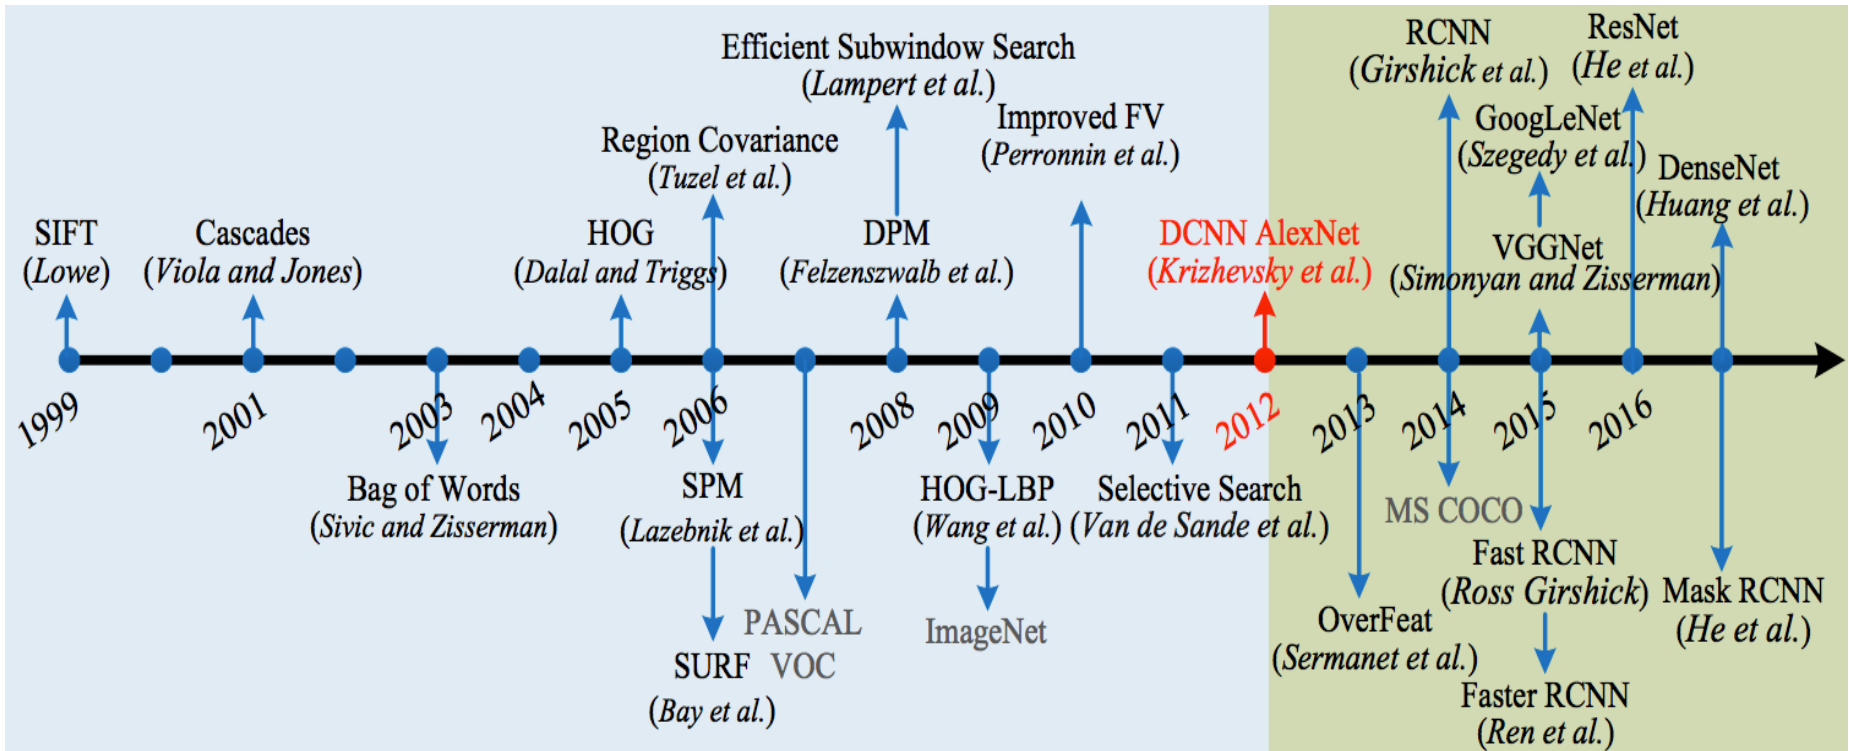 Efficient Subwindow Search
(Lampert et al.)
RCNN
(Girshick et al.)
ResNet
(He et al.)
Region Covariance
(Tuzel et al.)
Improved FV
(Perronnin et al.)
GoogLeNet
(Szegedy et al.)
DenseNet
(Huang et al.)
SIFT
(Lowe)
Cascades
(Viola and Jones)
HOG
(Dalal and Triggs)
DPM
(Felzenszwalb et al.)
DCNN AlexNet
(Krizhevsky et al.)
VGGNet
(Simonyan and Zisserman)
1999
2001
2003
2004
2005
2006
2008
2009
2010
2011
2012
2013
2014
2015
2016
Bag of Words
(Sivic and Zisserman)
SPM
(Lazebnik et al.)
SURF
(Bay et al.)
PASCAL
VOC
HOG-LBP
(Wang et al.)
ImageNet
Selective Search
(Van de Sande et al.)
OverFeat
(Sermanet et al.)
MS COCO
Fast RCNN
(Ross Girshick)
Faster RCNN
(Ren et al.)
Mask RCNN
(He et al.)